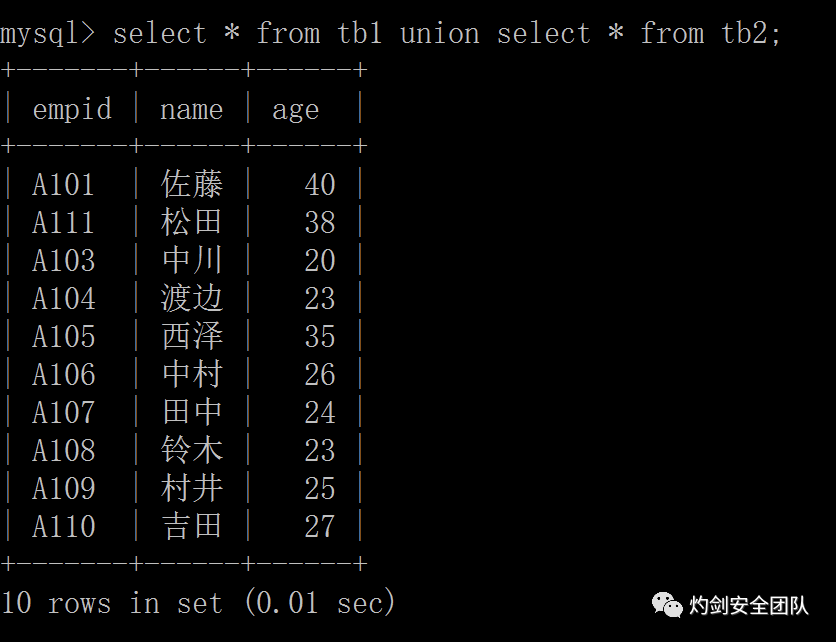 mysql> select * from tb1 union select * from tb2;
+-------+------+------+
| empid | name | age  |
+-------+------+------+
| A101  | 佐藤 |   40 |
| A111  | 松田 |   38 |
| A103  | 中川 |   20 |
| A104  | 渡边 |   23 |
| A105  | 西泽 |   35 |
| A106  | 中村 |   26 |
| A107  | 田中 |   24 |
| A108  | 铃木 |   23 |
| A109  | 村井 |   25 |
| A110  | 吉田 |   27 |
+-------+------+------+
10 rows in set (0.01 sec)
灼剑安全团队